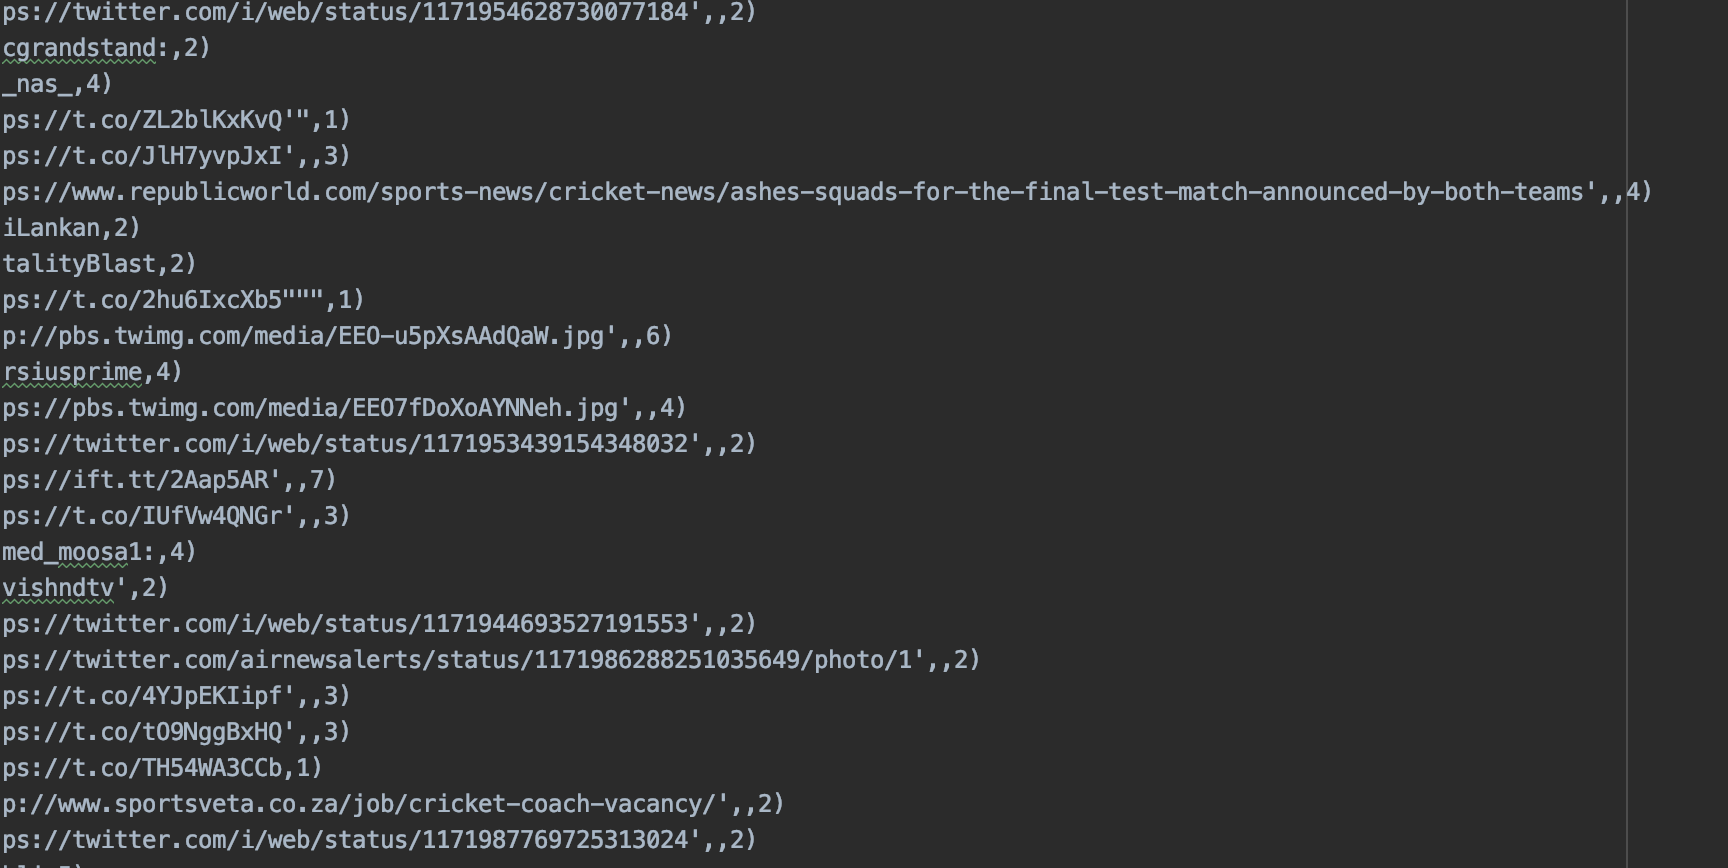 ps://twitter.com/i/web/status/1171954628730077184',,2)
cgrandstand:,2)
_nas_,4)
ps://t.co/ZL2blKxKvQ'",1)
ps://t.co/JlH7yvpJxI',,3)
ps://www.republicworld.com/sports-news/cricket-news/ashes-squads-for-the-final-test-match-announced-by-both-teams',,4)
iLankan,2)
talityBlast,2)
ps://t.co/2hu6IxcXb5""",1)
p://pbs.twimg.com/media/EEO-u5pXsAAdQaW.jpg',,6)
rsiusprime,4)
ps://pbs.twimg.com/media/EEO7fDoXoAYNNeh.jpg',,4)
ps://twitter.com/i/web/status/1171953439154348032',,2)
ps://ift.tt/2Aap5AR',,7)
ps://t.co/IUfVw4QNGr',,3)
med_moosa1:,4)
vishndtv',2)
ps://twitter.com/i/web/status/1171944693527191553',,2)
ps://twitter.com/airnewsalerts/status/1171986288251035649/photo/1',,2)
ps://t.co/4YJpEKIipf',,3)
ps://t.co/tO9NggBxHQ',,3)
ps://t.co/TH54WA3CCb,1)
p://www.sportsveta.co.za/job/cricket-coach-vacancy/',,2)
ps://twitter.com/i/web/status/1171987769725313024',,2)